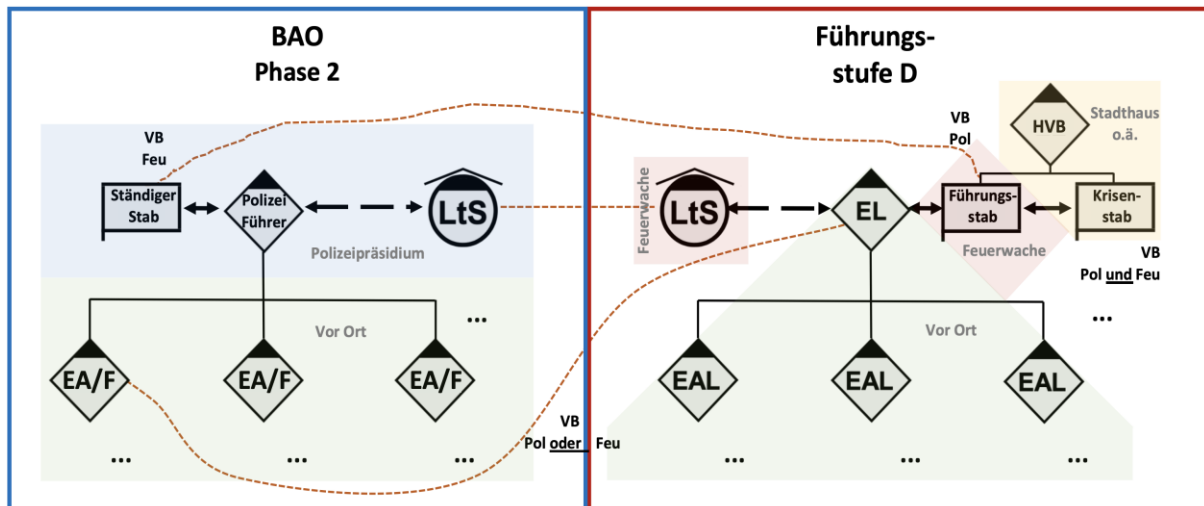 BAO
Phase 2
VB
Feu
Ständiger
Stab
Polizei
Führer
LtS
Polizeipräsidium
Vor Ort
...
EA/F
EA/F
EA/F
...
...
...
VB
Pol oder Feu
Führungs-
stufe D
VB
Pol
HVB
Stadthaus
o.ä.
Feuerwache
LtS
EL
Führungs-
stab
Krisen-
stab
Feuerwache
VB
Pol und Feu
Vor Ort
...
EAL
EAL
EAL
...
...
...